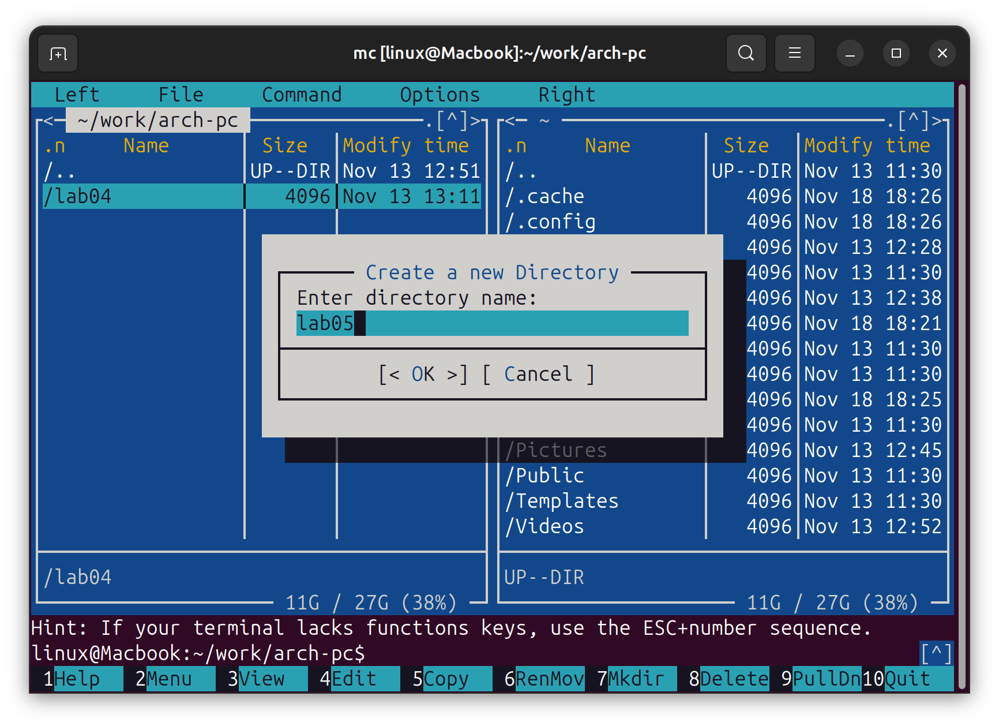 mc [linux@Macbook]:~/work/arch-pc
Left File Command Options Right
<- ~/work/arch-pc .[^]>
.n Name Size Modify time
/.. UP--DIR Nov 13 12:51
/lab04 4096 Nov 13 13:11
/lab04
11G / 27G (38%)
<- ~ .[^]>
.n Name Size Modify time
/.. UP--DIR Nov 13 11:30
/.cache 4096 Nov 18 18:26
/.config 4096 Nov 18 18:26
4096 Nov 13 12:28
4096 Nov 13 11:30
4096 Nov 13 12:38
4096 Nov 18 18:21
4096 Nov 13 11:30
4096 Nov 13 11:30
4096 Nov 18 18:25
4096 Nov 13 11:30
/Pictures 4096 Nov 13 12:45
/Public 4096 Nov 13 11:30
/Templates 4096 Nov 13 11:30
/Videos 4096 Nov 13 12:52
UP--DIR
11G / 27G (38%)
Create a new Directory
Enter directory name:
lab05
[< OK >] [ Cancel ]
Hint: If your terminal lacks functions keys, use the ESC+number sequence.
linux@Macbook:~/work/arch-pc$ [^]
1Help 2Menu 3View 4Edit 5Copy 6RenMov 7Mkdir 8Delete 9PullDn 10Quit